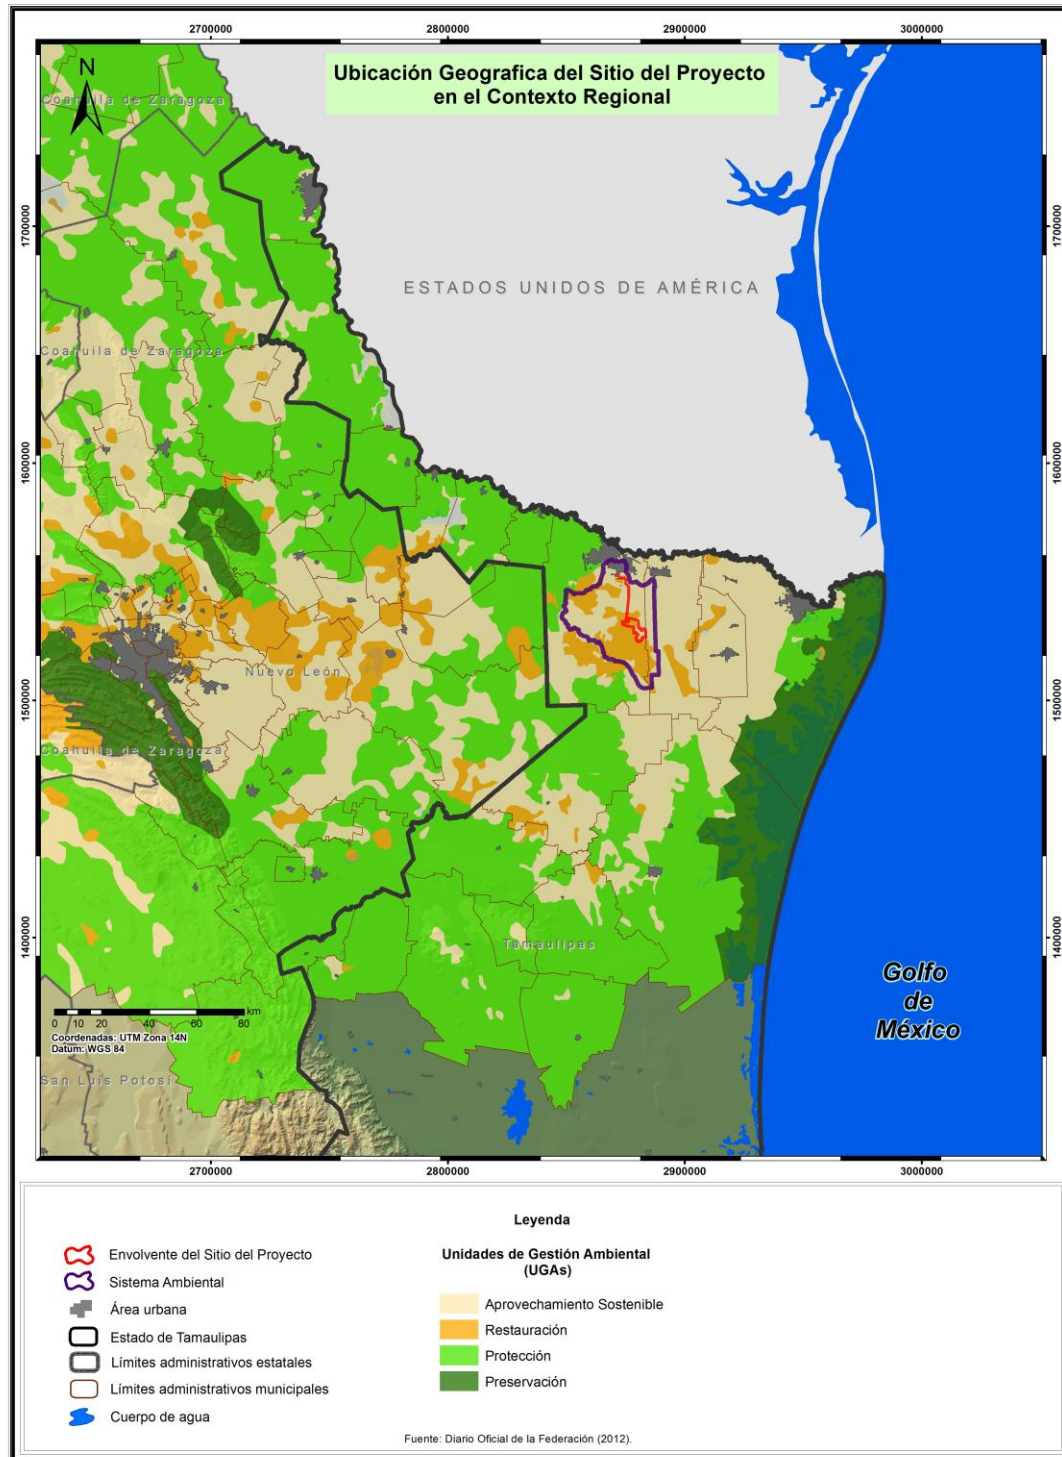 2700000
2800000
2900000
3000000
Ubicación Geografica del Sitio del Proyecto
en el Contexto Regional
N
Coahuila de Zaragoza
1700000
1700000
ESTADOS UNIDOS DE AMÉRICA
Coahuila de Zaragoza
1600000
1600000
Nuevo León
1500000
1500000
Coahuila de Zaragoza
Tamaulipas
1400000
1400000
Golfo
de
México
km
0 10 20 40 60 80
Coordenadas: UTM Zona 14N
Datum: WGS 84
San Luis Potosí
2700000
2800000
2900000
3000000
Leyenda
Envolvente del Sitio del Proyecto
Sistema Ambiental
Área urbana
Estado de Tamaulipas
Límites administrativos estatales
Límites administrativos municipales
Cuerpo de agua
Unidades de Gestión Ambiental
(UGAs)
Aprovechamiento Sostenible
Restauración
Protección
Preservación
Fuente: Diario Oficial de la Federación (2012).